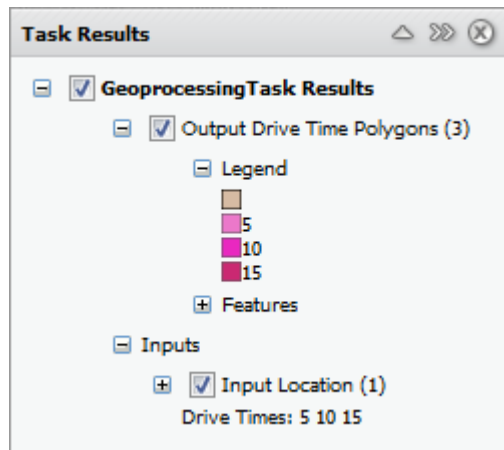 Task Results
GeoprocessingTask Results
Output Drive Time Polygons (3)
Legend
5
10
15
Features
Inputs
Input Location (1)
Drive Times: 5 10 15